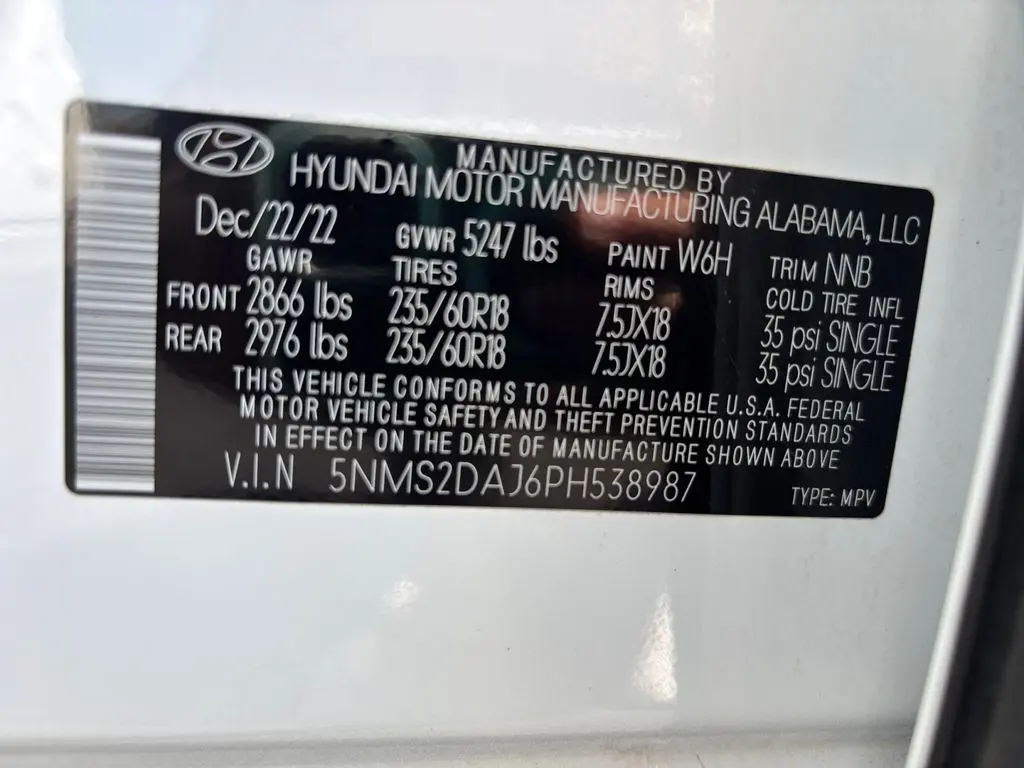 MANUFACTURED BY
HYUNDAI MOTOR MANUFACTURING ALABAMA, LLC
Dec/22/22 GVWR 5247 lbs PAINT W6H TRIM NNB
GAWR TIRES RIMS COLD TIRE INFL
FRONT 2866 lbs 235/60R18 7.5JX18 35 psi SINGLE
REAR 2976 lbs 235/60R18 7.5JX18 35 psi SINGLE
THIS VEHICLE CONFORMS TO ALL APPLICABLE U.S.A. FEDERAL
MOTOR VEHICLE SAFETY AND THEFT PREVENTION STANDARDS
IN EFFECT ON THE DATE OF MANUFACTURE SHOWN ABOVE
V.I.N 5NMS2DAJ6PH538987 TYPE: MPV